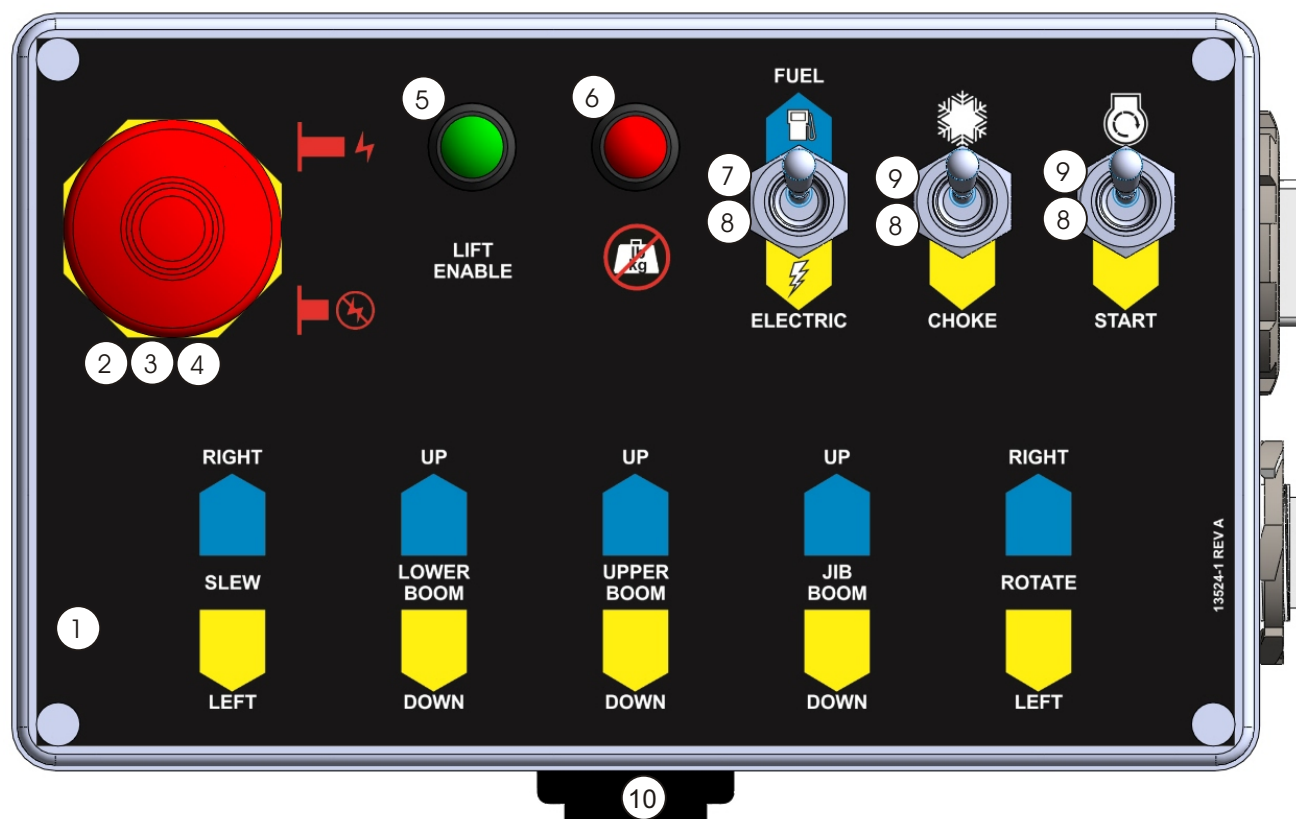 FUEL
5
6
7
9
9
8
8
8
LIFT
ENABLE
lb
kg
ELECTRIC
CHOKE
START
2
3
4
RIGHT
UP
UP
UP
RIGHT
SLEW
LOWER
BOOM
UPPER
BOOM
JIB
BOOM
ROTATE
13524-1 REV A
1
LEFT
DOWN
DOWN
DOWN
LEFT
10